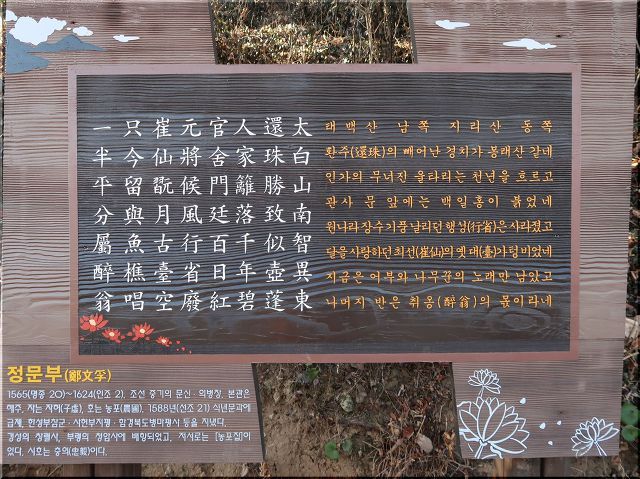 太白山南智異東
還珠勝致似壺蓬
人家籬落千年碧
官舍門廷百日紅
元將候風行省廢
崔仙翫月古臺空
只今留與魚樵唱
一半平分屬醉翁
태백산 남쪽 지리산 동쪽
환주(還珠)의 빼어난 경치가 봉래산 같네
인가의 무너진 울타리는 천년을 흐르고
관사 문 앞에는 백일홍이 붉었네
원나라 장수기풍 날리던 행성(行省)은 사라졌고
달을 사랑하던 최선(崔仙)의 옛 대(臺)가 텅비었네
지금은 어부와 나무꾼의 노래만 남았고
나머지 반은 취옹(醉翁)의 몫이라네
정문부(鄭文孚)
1565(명종 20)~1624(인조 2). 조선 중기의 문신·의병장. 본관은
해주, 자는 자허(子虛), 호는 농포(農圃). 1588년(선조 21) 식년문과에
급제, 한성부참군·사헌부지평·함경북도병마평사 등을 지냈다.
경성의 창렬사, 부령의 청암사에 배향되었고, 저서로는 [농포집]이
있다. 시호는 충의(忠毅)이다.